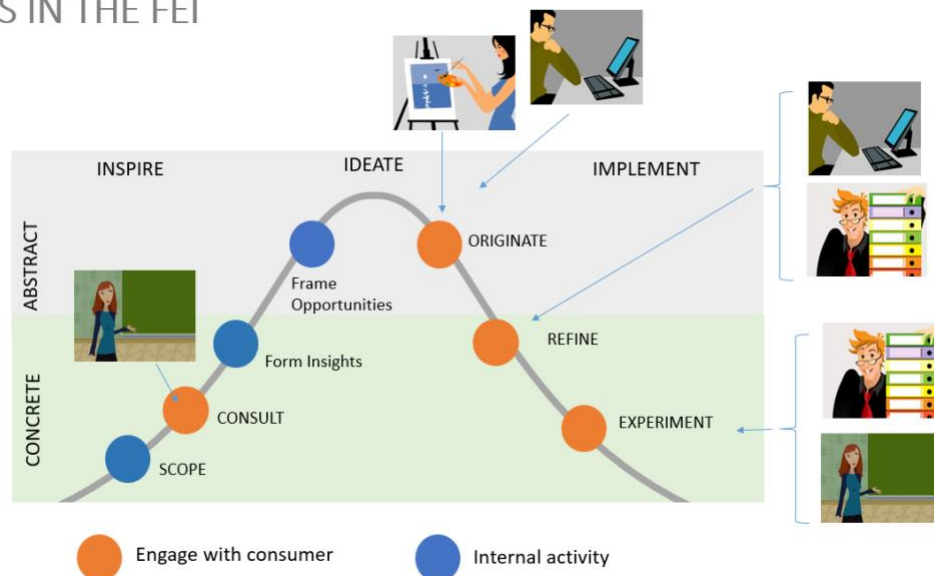 S IN THE FEI
INSPIRE
IDEATE
IMPLEMENT
ABSTRACT
ORIGINATE
Frame
Opportunities
REFINE
Form Insights
CONCRETE
CONSULT
EXPERIMENT
SCOPE
Engage with consumer
Internal activity